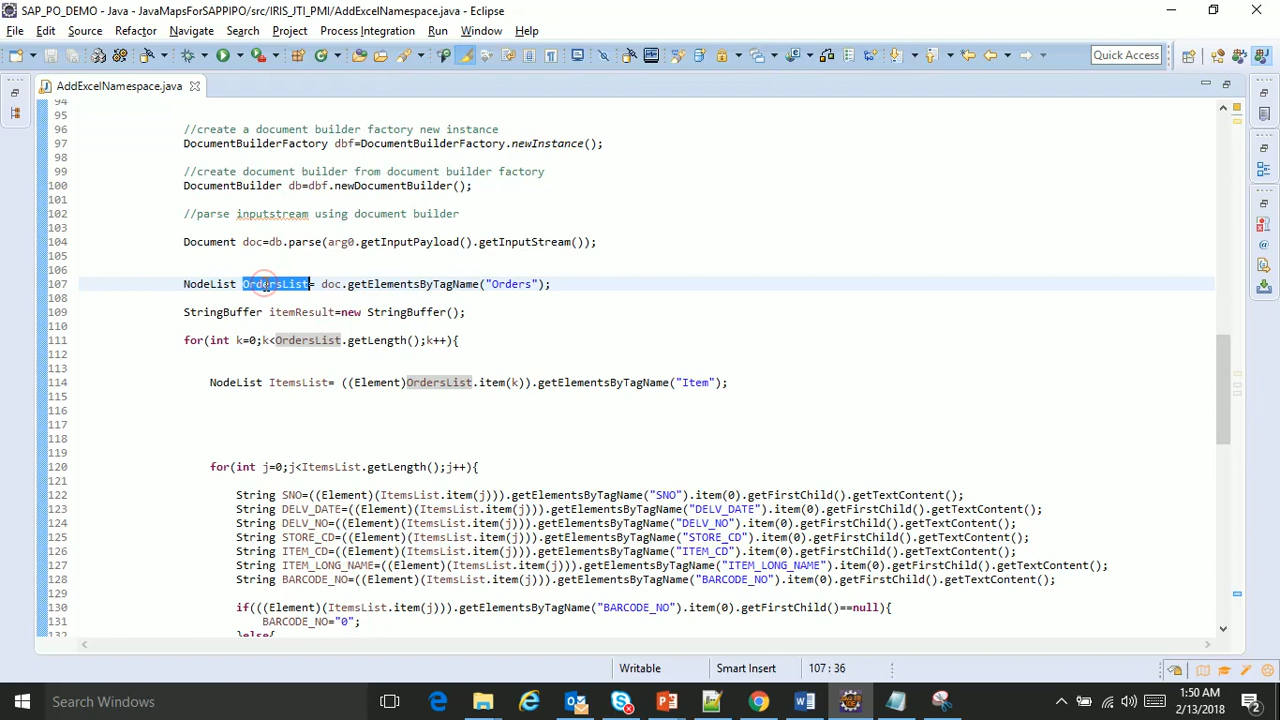 SAP_PO_DEMO - Java - JavaMapsForSAPPIPO/src/IRIS_JTI_PMI/AddExcelNamespace.java - Eclipse
File Edit Source Refactor Navigate Search Project Process Integration Run Window Help
Quick Access
AddExcelNamespace.java
94
95
96 //create a document builder factory new instance
97 DocumentBuilderFactory dbf=DocumentBuilderFactory.newInstance();
98
99 //create document builder from document builder factory
100 DocumentBuilder db=dbf.newDocumentBuilder();
101
102 //parse inputstream using document builder
103
104 Document doc=db.parse(arg0.getInputPayload().getInputStream());
105
106
107 NodeList OrdersList= doc.getElementsByTagName("Orders");
108
109 StringBuffer itemResult=new StringBuffer();
110
111 for(int k=0;k<OrdersList.getLength();k++){
112
113
114 NodeList ItemsList= ((Element)OrdersList.item(k)).getElementsByTagName("Item");
115
116
117
118
119
120 for(int j=0;j<ItemsList.getLength();j++){
121
122 String SNO=((Element)(ItemsList.item(j))).getElementsByTagName("SNO").item(0).getFirstChild().getTextContent();
123 String DELV_DATE=((Element)(ItemsList.item(j))).getElementsByTagName("DELV_DATE").item(0).getFirstChild().getTextContent();
124 String DELV_NO=((Element)(ItemsList.item(j))).getElementsByTagName("DELV_NO").item(0).getFirstChild().getTextContent();
125 String STORE_CD=((Element)(ItemsList.item(j))).getElementsByTagName("STORE_CD").item(0).getFirstChild().getTextContent();
126 String ITEM_CD=((Element)(ItemsList.item(j))).getElementsByTagName("ITEM_CD").item(0).getFirstChild().getTextContent();
127 String ITEM_LONG_NAME=((Element)(ItemsList.item(j))).getElementsByTagName("ITEM_LONG_NAME").item(0).getFirstChild().getTextContent();
128 String BARCODE_NO=((Element)(ItemsList.item(j))).getElementsByTagName("BARCODE_NO").item(0).getFirstChild().getTextContent();
129
130 if(((Element)(ItemsList.item(j))).getElementsByTagName("BARCODE_NO").item(0).getFirstChild()==null){
131 BARCODE_NO="0";
132 }else{
Writable Smart Insert 107 : 36
Search Windows
1:50 AM
2/13/2018
2